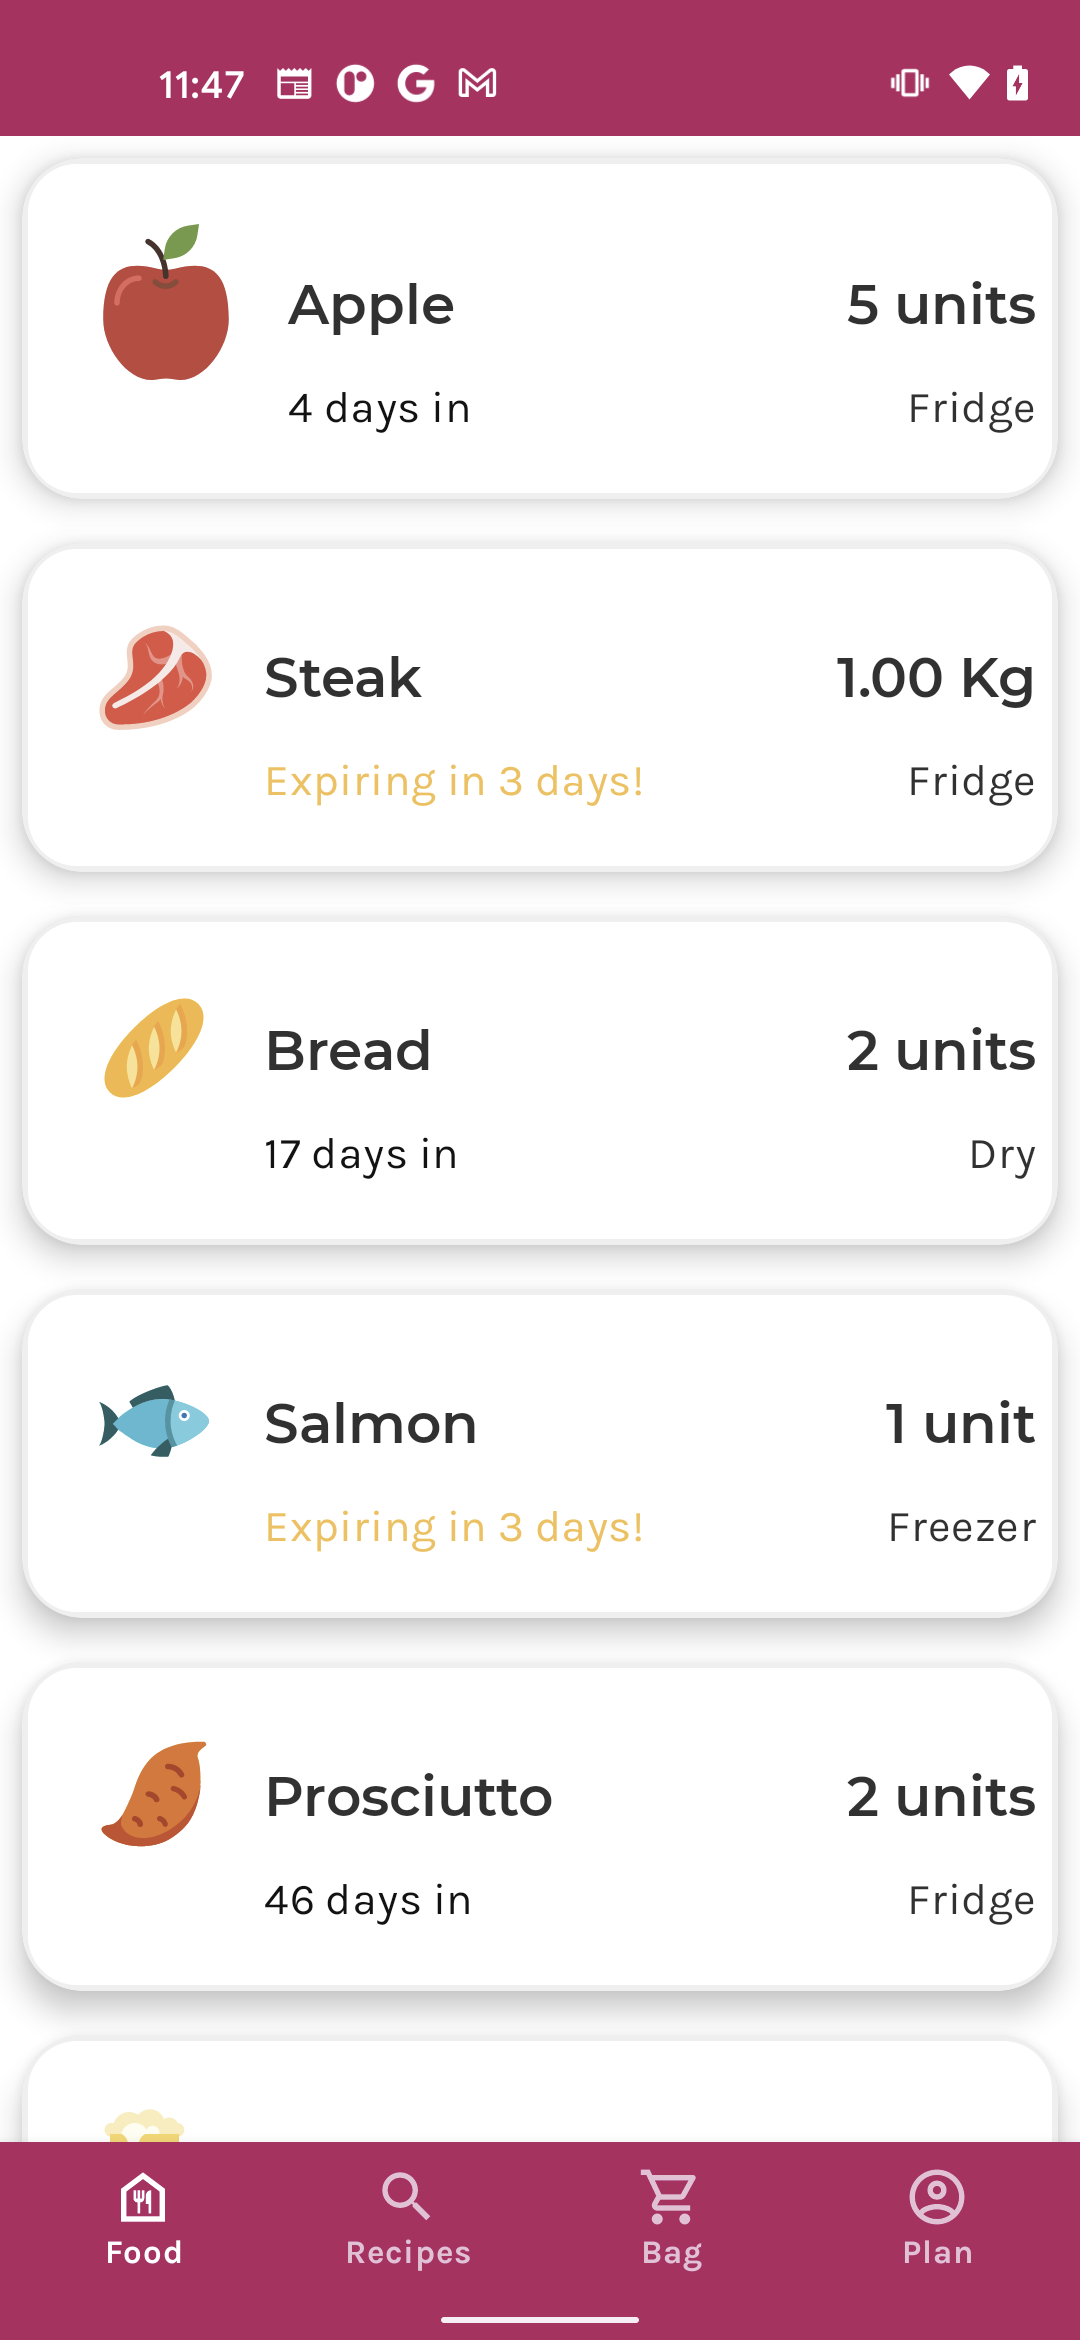 11:47
Apple
5 units
4 days in
Fridge
Steak
1.00 Kg
Expiring in 3 days!
Fridge
Bread
2 units
17 days in
Dry
Salmon
1 unit
Expiring in 3 days!
Freezer
Prosciutto
2 units
46 days in
Fridge
Food
Recipes
Bag
Plan